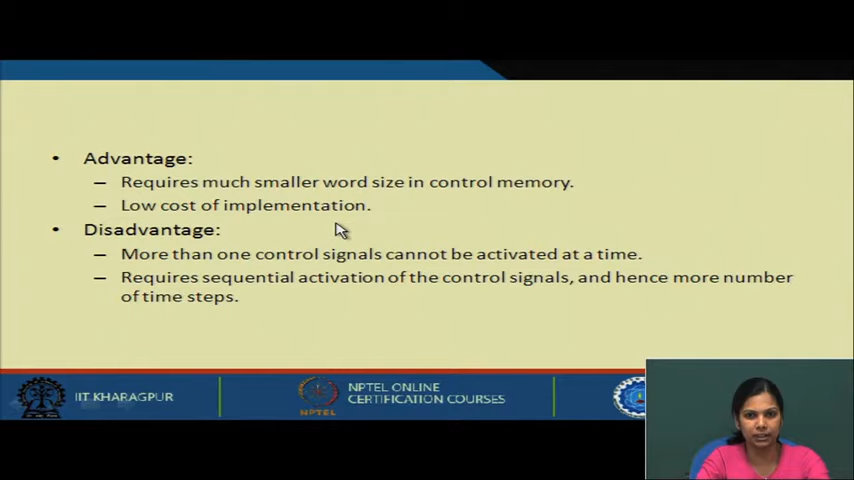 • Advantage:
– Requires much smaller word size in control memory.
– Low cost of implementation.
• Disadvantage:
– More than one control signals cannot be activated at a time.
– Requires sequential activation of the control signals, and hence more number
of time steps.
IIT KHARAGPUR
NPTEL
NPTEL ONLINE
CERTIFICATION COURSES